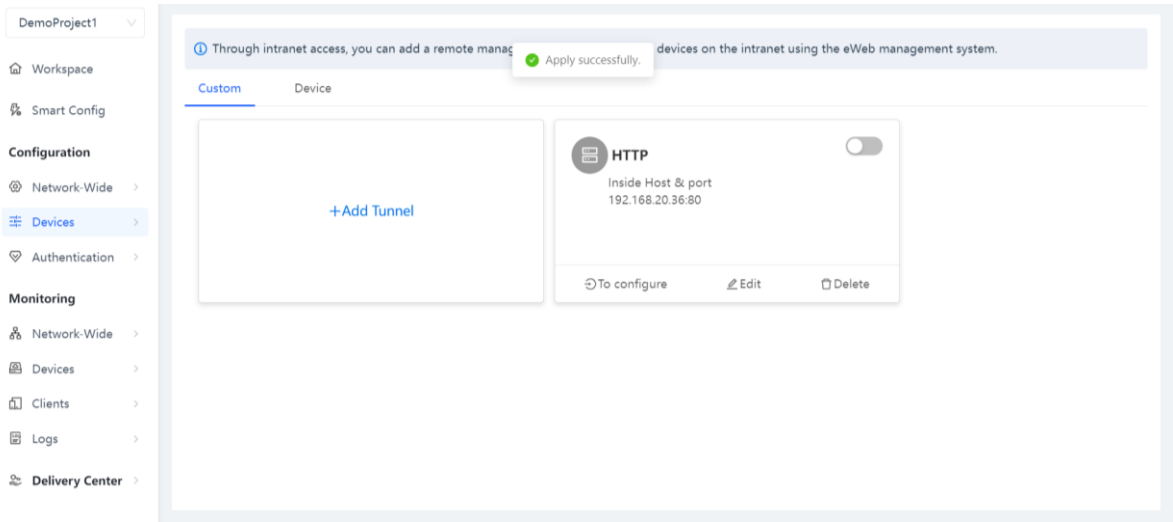 DemoProject1
Workspace
Smart Config
Configuration
Network-Wide
Devices
Authentication
Monitoring
Network-Wide
Devices
Clients
Logs
Delivery Center
Through intranet access, you can add a remote manag devices on the intranet using the eWeb management system.
Apply successfully.
Custom Device
+Add Tunnel
HTTP
Inside Host & port
192.168.20.36:80
To configure Edit Delete